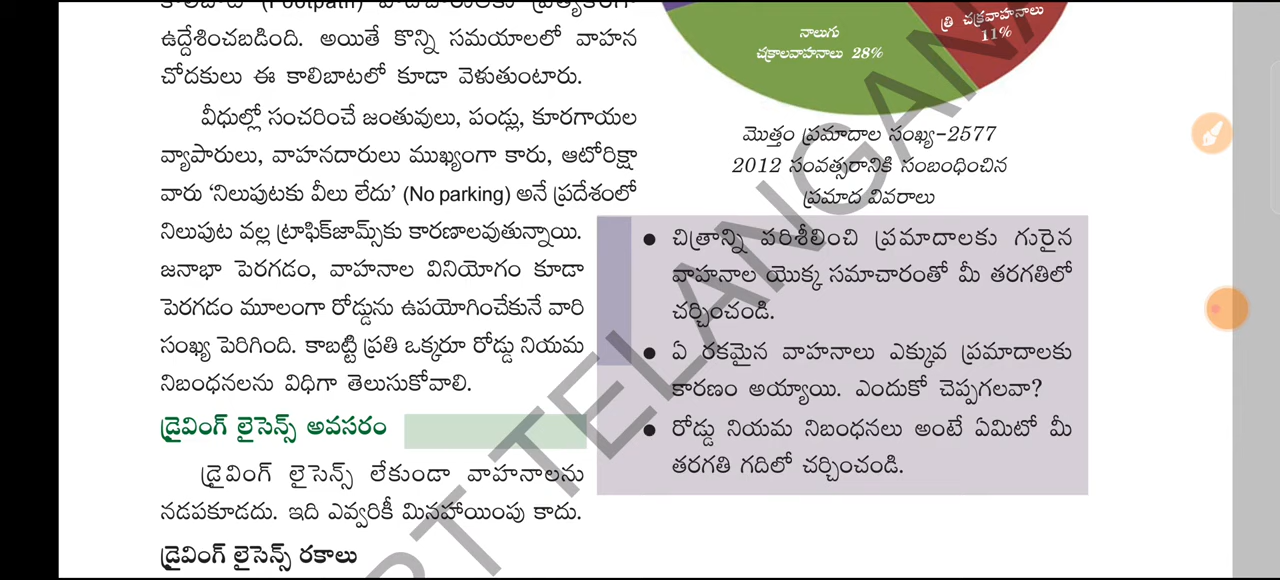 ఉద్దేశించబడింది. అయితే కొన్ని సమయాలలో వాహన
చోదకులు ఈ కాలిబాటలో కూడా వెళుతుంటారు.
వీధుల్లో సంచరించే జంతువులు, పండ్లు, కూరగాయల
వ్యాపారులు, వాహనదారులు ముఖ్యంగా కారు, ఆటోరిక్షా
వారు ‘నిలుపుటకు వీలు లేదు’ (No parking) అనే ప్రదేశంలో
నిలుపుట వల్ల ట్రాఫిక్‌జామ్స్‌కు కారణాలవుతున్నాయి.
జనాభా పెరగడం, వాహనాల వినియోగం కూడా
పెరగడం మూలంగా రోడ్డును ఉపయోగించేకునే వారి
సంఖ్య పెరిగింది. కాబట్టి ప్రతి ఒక్కరూ రోడ్డు నియమ
నిబంధనలను విధిగా తెలుసుకోవాలి.
డ్రైవింగ్ లైసెన్స్ అవసరం
డ్రైవింగ్ లైసెన్స్ లేకుండా వాహనాలను
నడపకూడదు. ఇది ఎవ్వరికీ మినహాయింపు కాదు.
డ్రైవింగ్ లైసెన్స్ రకాలు
త్రి చక్రవాహనాలు
11%
నాలుగు
చక్రాలవాహనాలు 28%
మొత్తం ప్రమాదాల సంఖ్య-2577
2012 సంవత్సరానికి సంబంధించిన
ప్రమాద వివరాలు
● చిత్రాన్ని పరిశీలించి ప్రమాదాలకు గురైన
వాహనాల యొక్క సమాచారంతో మీ తరగతిలో
చర్చించండి.
● ఏ రకమైన వాహనాలు ఎక్కువ ప్రమాదాలకు
కారణం అయ్యాయి. ఎందుకో చెప్పగలవా?
● రోడ్డు నియమ నిబంధనలు అంటే ఏమిటో మీ
తరగతి గదిలో చర్చించండి.
RT TELANGANA